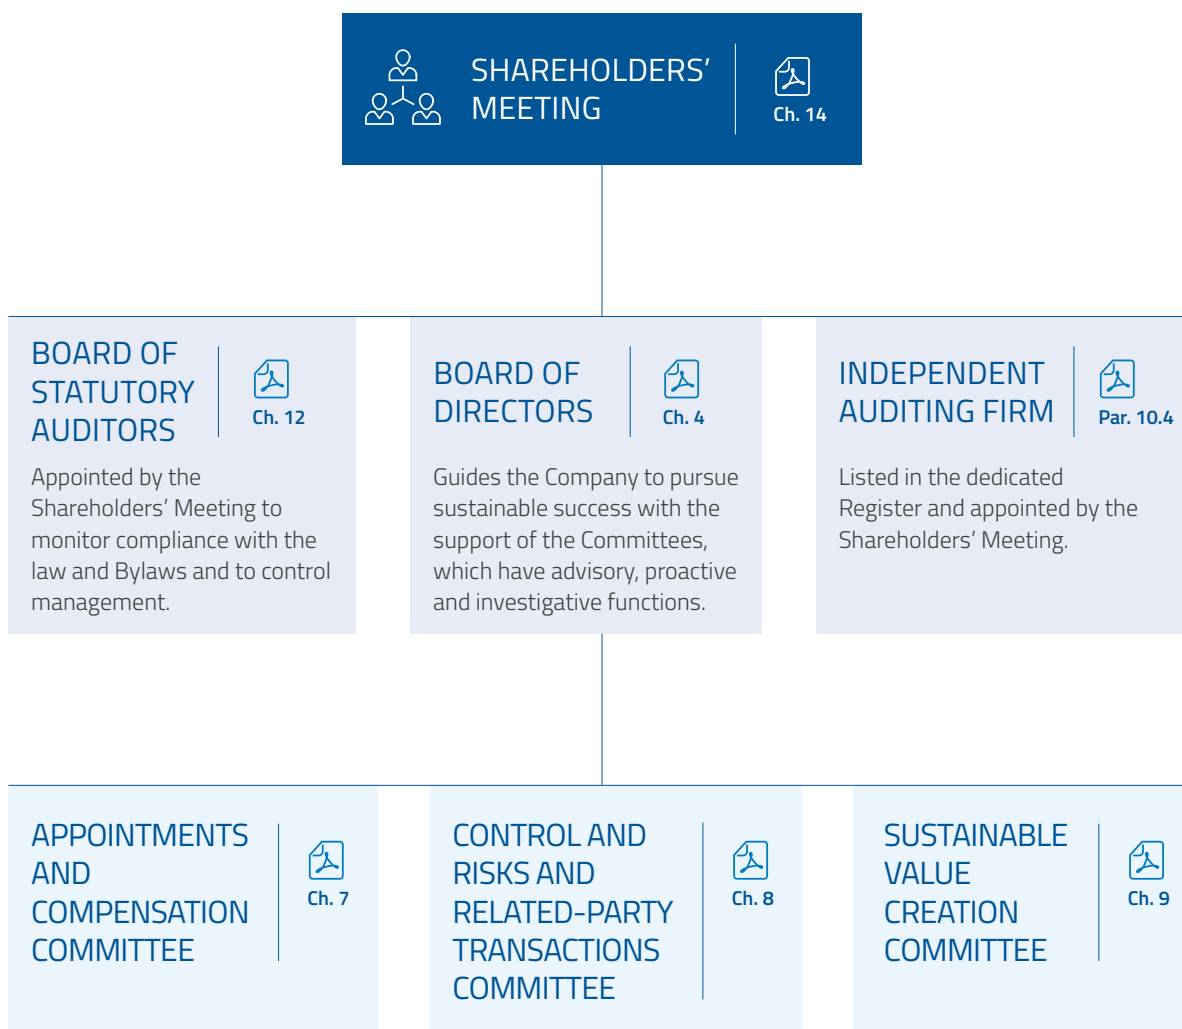 SHAREHOLDERS’
MEETING
Ch. 14
BOARD OF
STATUTORY
AUDITORS
Ch. 12
Appointed by the
Shareholders’ Meeting to
monitor compliance with the
law and Bylaws and to control
management.
BOARD OF
DIRECTORS
Ch. 4
Guides the Company to pursue
sustainable success with the
support of the Committees,
which have advisory, proactive
and investigative functions.
INDEPENDENT
AUDITING FIRM
Par. 10.4
Listed in the dedicated
Register and appointed by the
Shareholders’ Meeting.
APPOINTMENTS
AND
COMPENSATION
COMMITTEE
Ch. 7
CONTROL AND
RISKS AND
RELATED-PARTY
TRANSACTIONS
COMMITTEE
Ch. 8
SUSTAINABLE
VALUE
CREATION
COMMITTEE
Ch. 9